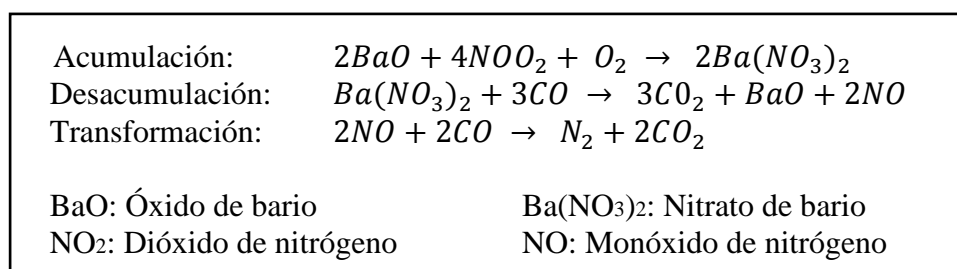 Acumulación: 2BaO + 4NOO₂ + O₂ → 2Ba(NO₃)₂
Desacumulación: Ba(NO₃)₂ + 3CO → 3C0₂ + BaO + 2NO
Transformación: 2NO + 2CO → N₂ + 2CO₂
BaO: Óxido de bario Ba(NO₃)₂: Nitrato de bario
NO₂: Dióxido de nitrógeno NO: Monóxido de nitrógeno